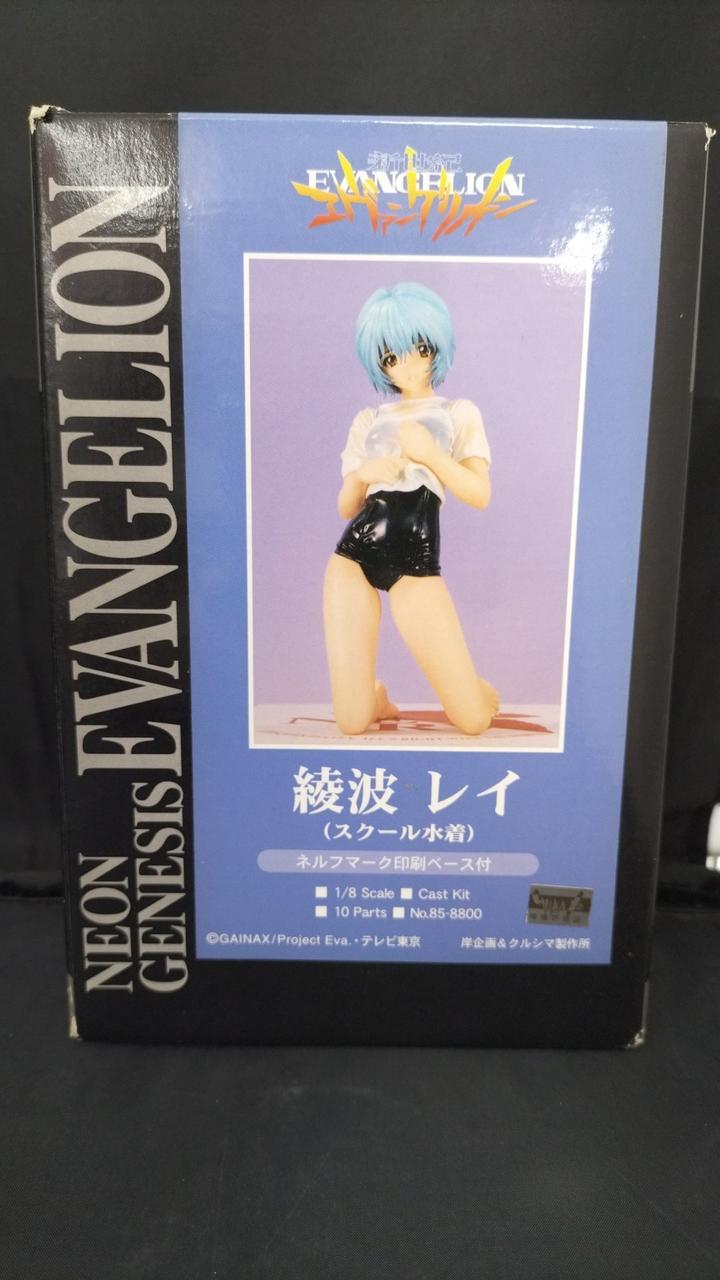 NEON
GENESIS
EVANGELION
新世紀
EVANGELION
エヴァンゲリオン
綾波 レイ
(スクール水着)
ネルフマーク印刷ベース付
■ 1/8 Scale ■ Cast Kit
■ 10 Parts ■ No.85-8800
©GAINAX/Project Eva.・テレビ東京
岸企画&クルシマ製作所